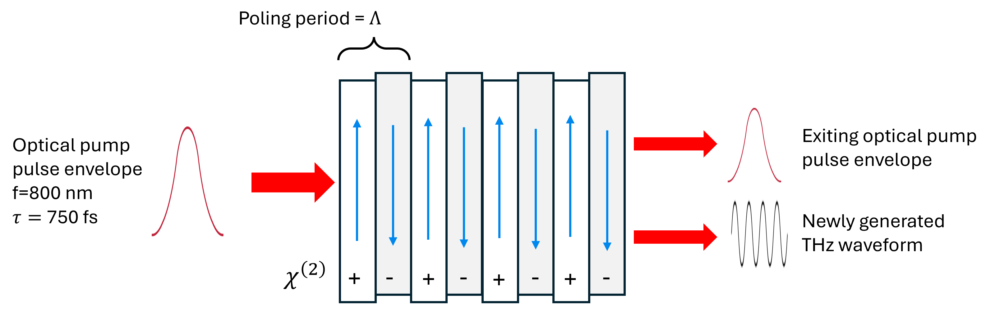 Poling period = Λ
Optical pump
pulse envelope
f=800 nm
τ = 750 fs
χ⁽²⁾
+ - + - + - + -
Exiting optical pump
pulse envelope
Newly generated
THz waveform